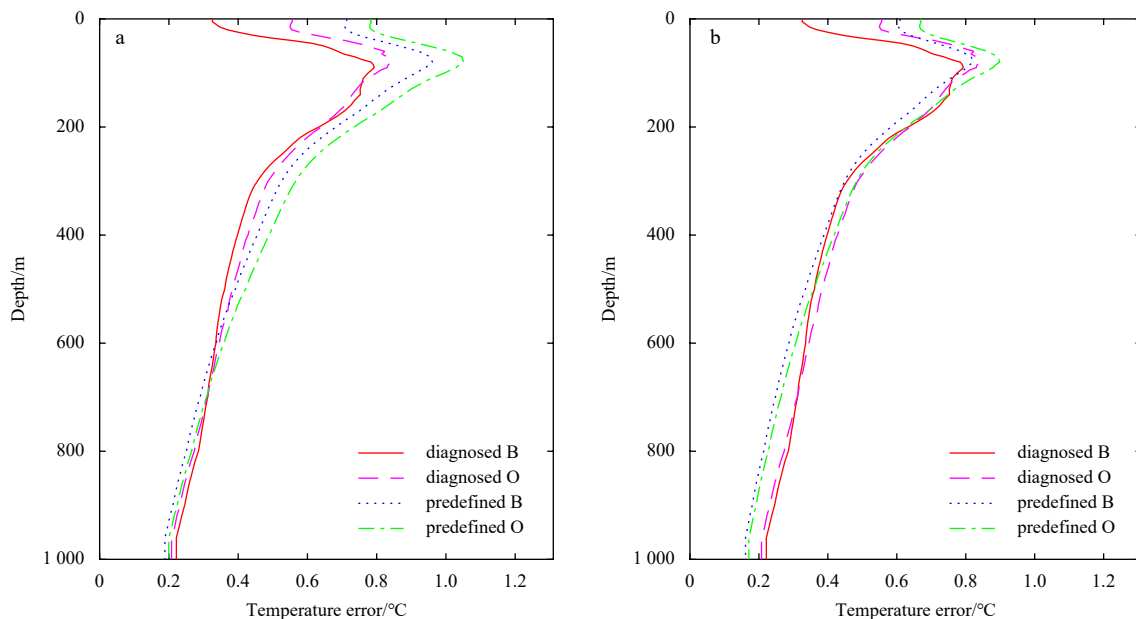 a
0
200
400
600
800
1 000
Depth/m
0
0.2
0.4
0.6
0.8
1.0
1.2
Temperature error/℃
diagnosed B
diagnosed O
predefined B
predefined O
b
0
200
400
600
800
1 000
Depth/m
0
0.2
0.4
0.6
0.8
1.0
1.2
Temperature error/℃
diagnosed B
diagnosed O
predefined B
predefined O